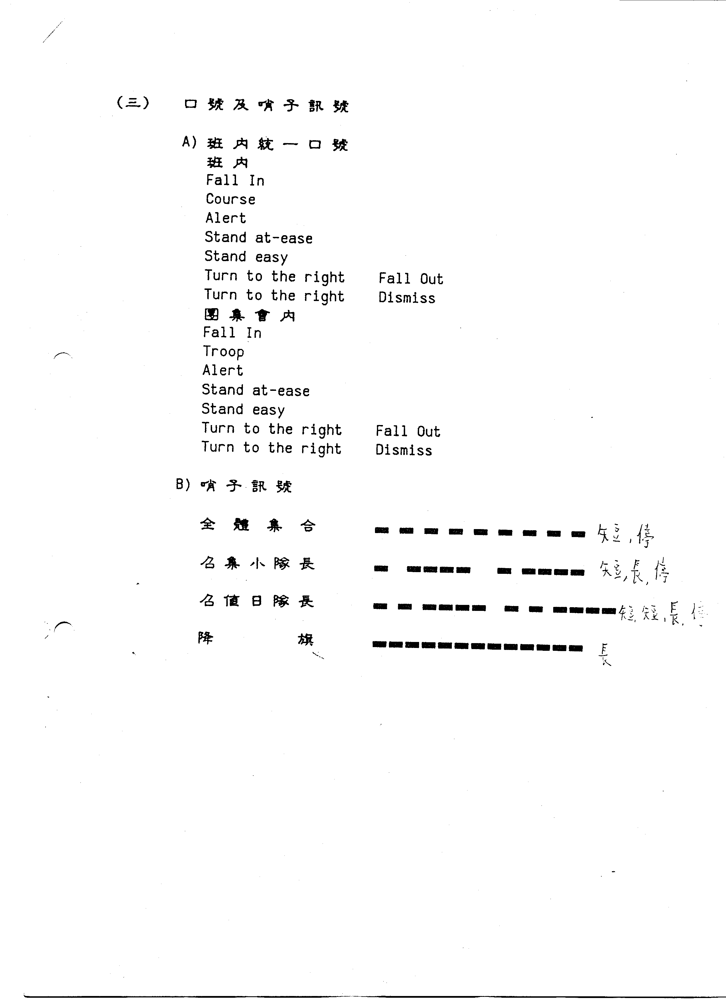 (三) 口號及哨子訊號
A) 班內統一口號
班內
Fall In
Course
Alert
Stand at-ease
Stand easy
Turn to the right Fall Out
Turn to the right Dismiss
團集會內
Fall In
Troop
Alert
Stand at-ease
Stand easy
Turn to the right Fall Out
Turn to the right Dismiss
B) 哨子訊號
全體集合 短,停
召集小隊長 短,長,停
召值日隊長 短,短,長,停
降旗 長